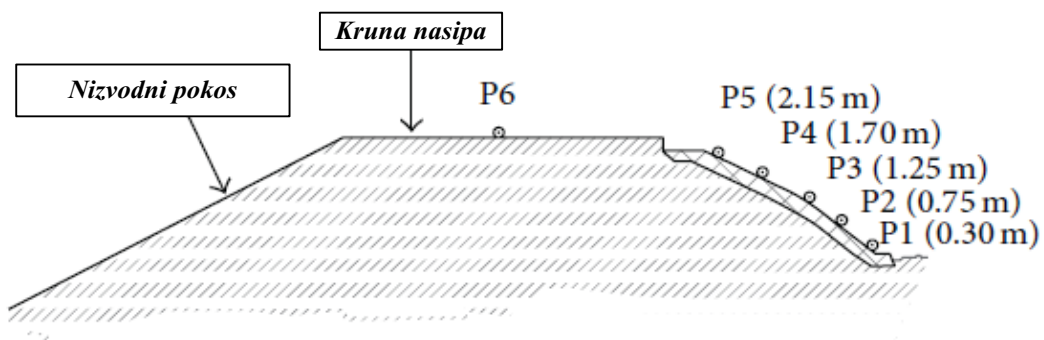 Kruna nasipa
Nizvodni pokos
P6
P5 (2.15 m)
P4 (1.70 m)
P3 (1.25 m)
P2 (0.75 m)
P1 (0.30 m)